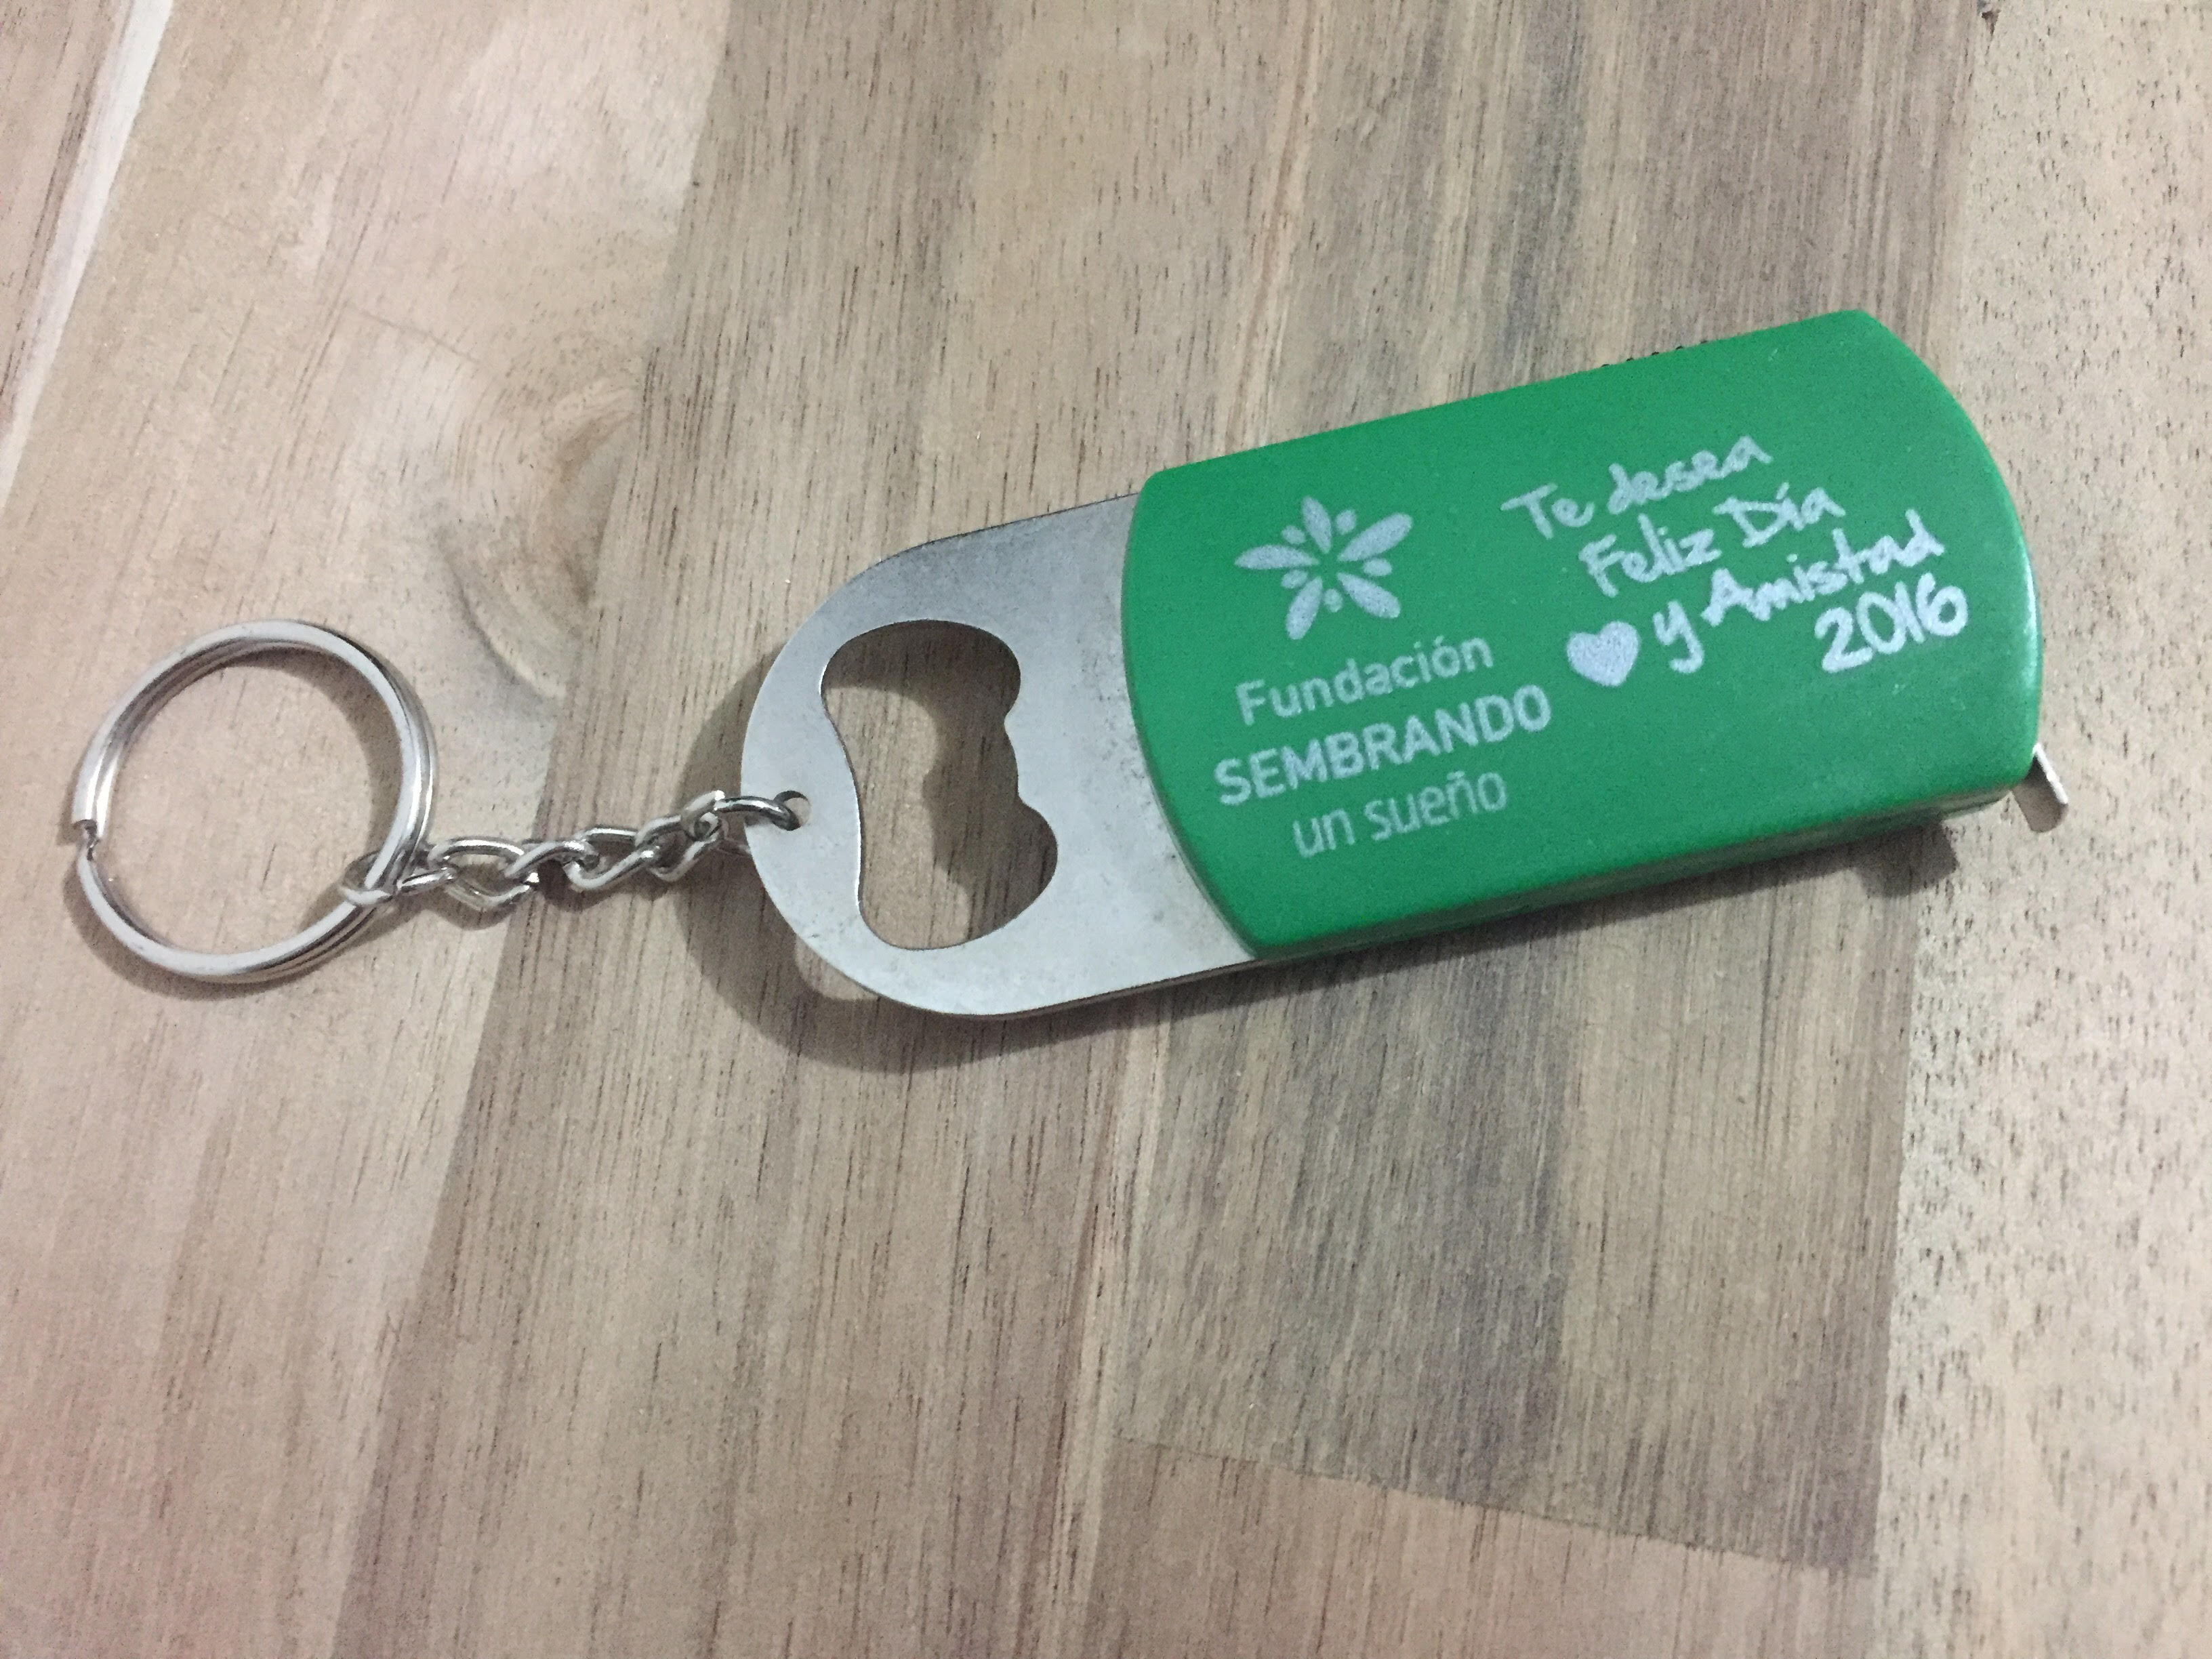 Fundación
SEMBRANDO
un sueño
Te desea
Feliz Día
♥ y Amistad
2016